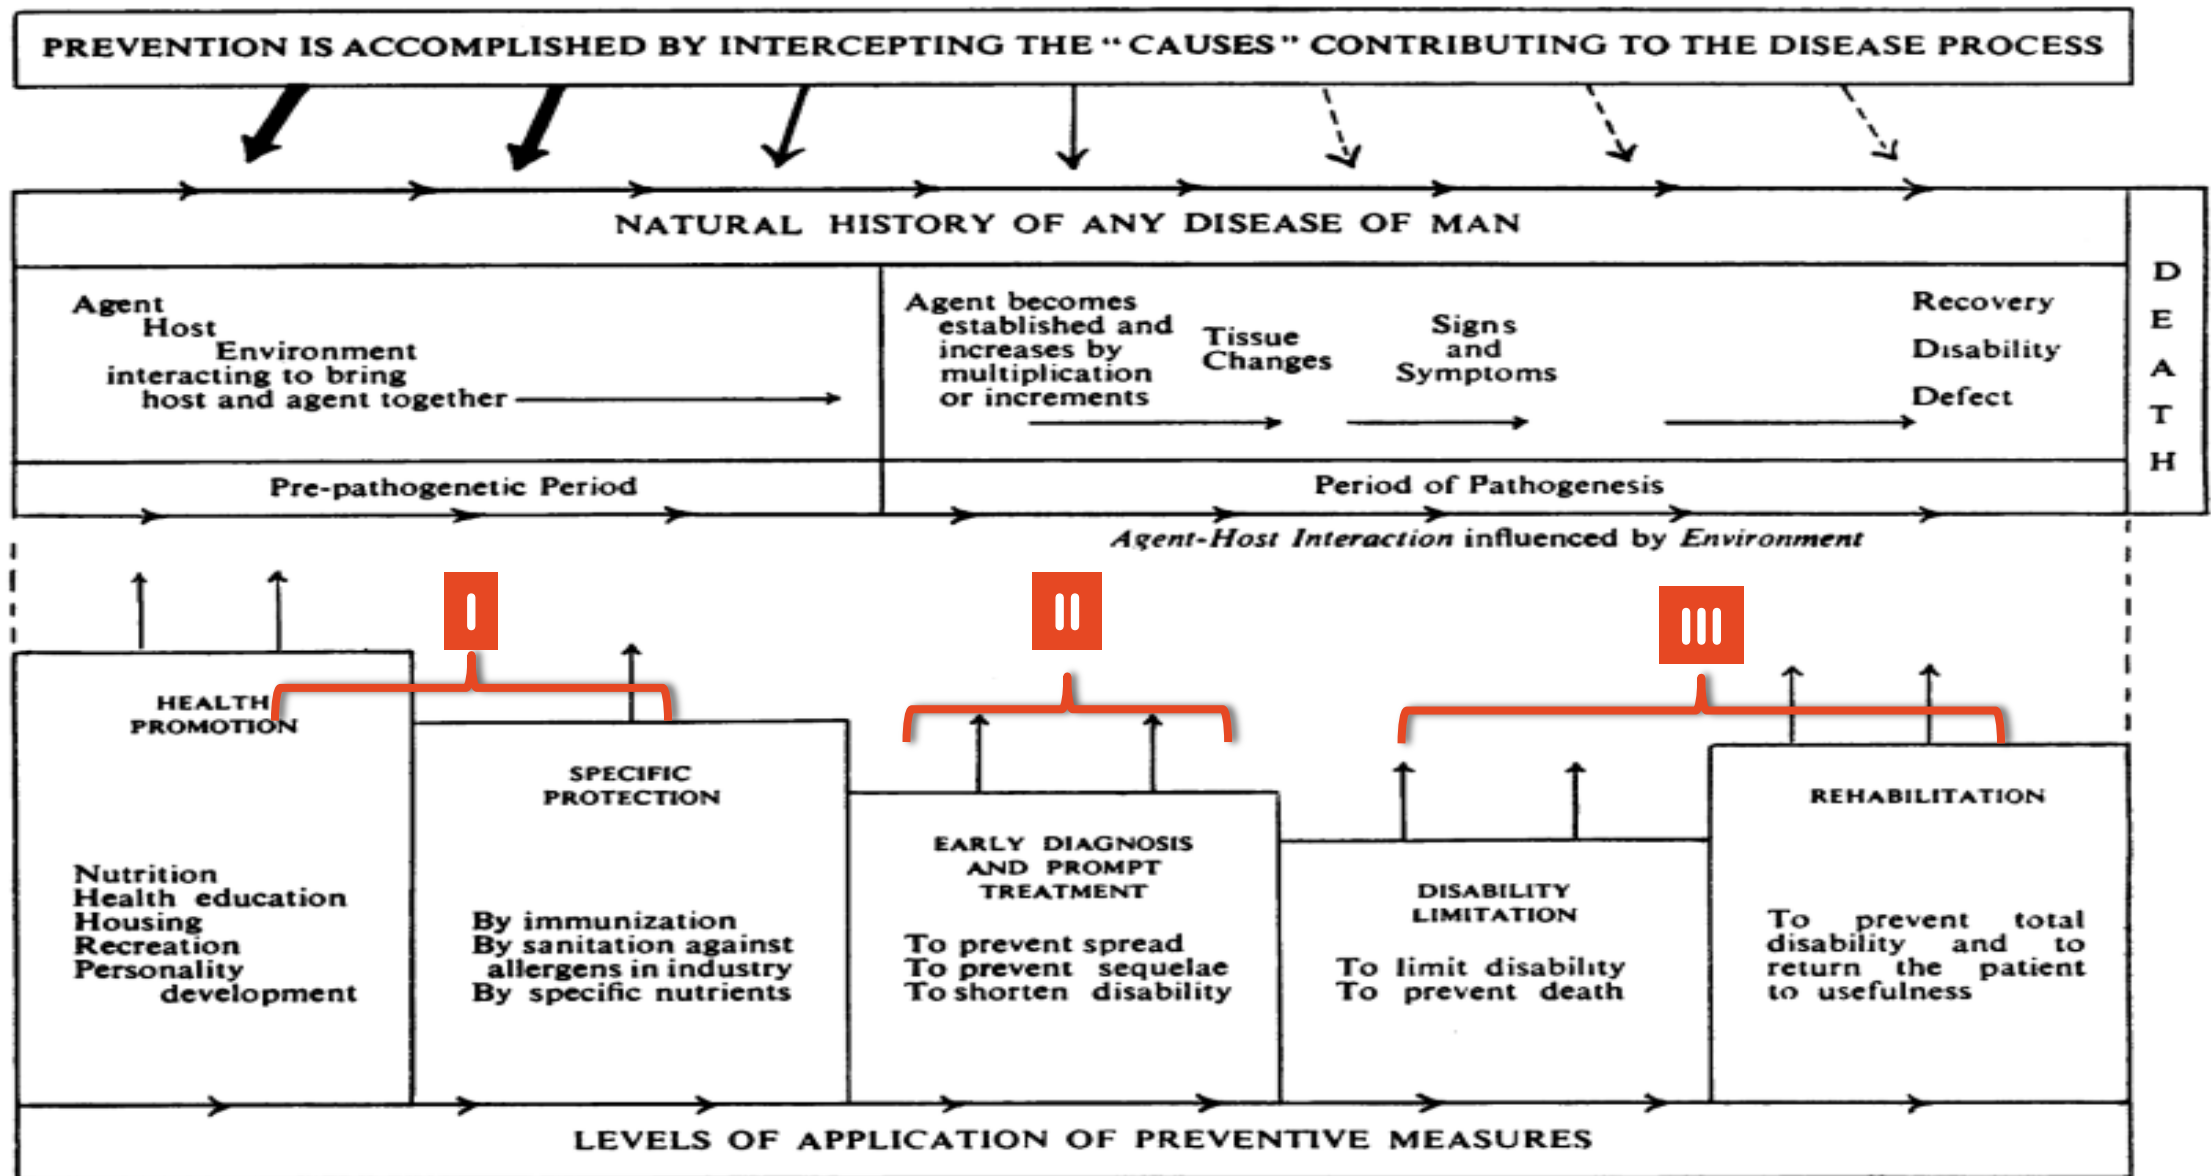 PREVENTION IS ACCOMPLISHED BY INTERCEPTING THE “CAUSES” CONTRIBUTING TO THE DISEASE PROCESS
NATURAL HISTORY OF ANY DISEASE OF MAN
Agent
Host
Environment
interacting to bring
host and agent together
Agent becomes
established and
increases by
multiplication
or increments
Tissue
Changes
Signs
and
Symptoms
Recovery
Disability
Defect
DEATH
Pre-pathogenetic Period
Period of Pathogenesis
Agent-Host Interaction influenced by Environment
I
II
III
HEALTH
PROMOTION
Nutrition
Health education
Housing
Recreation
Personality
development
SPECIFIC
PROTECTION
By immunization
By sanitation against
allergens in industry
By specific nutrients
EARLY DIAGNOSIS
AND PROMPT
TREATMENT
To prevent spread
To prevent sequelae
To shorten disability
DISABILITY
LIMITATION
To limit disability
To prevent death
REHABILITATION
To prevent total
disability and to
return the patient
to usefulness
LEVELS OF APPLICATION OF PREVENTIVE MEASURES